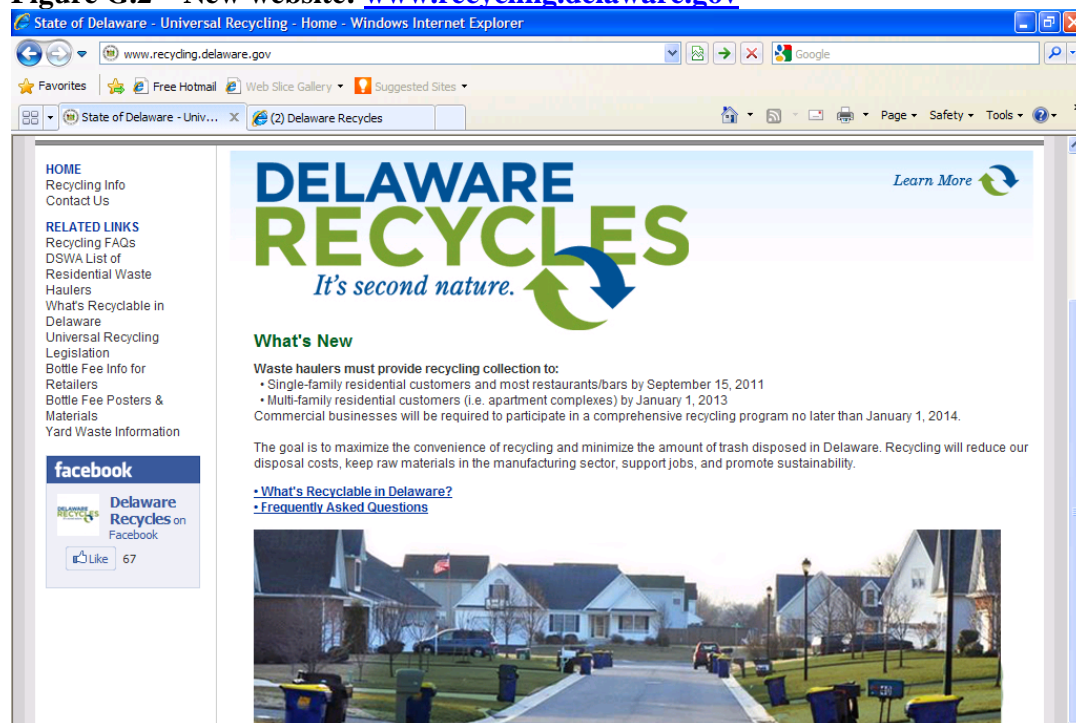 Figure G.2 – New website: www.recycling.delaware.gov
State of Delaware - Universal Recycling - Home - Windows Internet Explorer
www.recycling.delaware.gov
Google
Favorites
Free Hotmail
Web Slice Gallery
Suggested Sites
State of Delaware - Univ...
(2) Delaware Recycles
Page
Safety
Tools
HOME
Recycling Info
Contact Us
RELATED LINKS
Recycling FAQs
DSWA List of
Residential Waste
Haulers
What's Recyclable in
Delaware
Universal Recycling
Legislation
Bottle Fee Info for
Retailers
Bottle Fee Posters &
Materials
Yard Waste Information
facebook
DELAWARE
RECYCLES
Delaware
Recycles on
Facebook
Like 67
DELAWARE
RECYCLES
It's second nature.
Learn More
What's New
Waste haulers must provide recycling collection to:
• Single-family residential customers and most restaurants/bars by September 15, 2011
• Multi-family residential customers (i.e. apartment complexes) by January 1, 2013
Commercial businesses will be required to participate in a comprehensive recycling program no later than January 1, 2014.
The goal is to maximize the convenience of recycling and minimize the amount of trash disposed in Delaware. Recycling will reduce our
disposal costs, keep raw materials in the manufacturing sector, support jobs, and promote sustainability.
• What's Recyclable in Delaware?
• Frequently Asked Questions